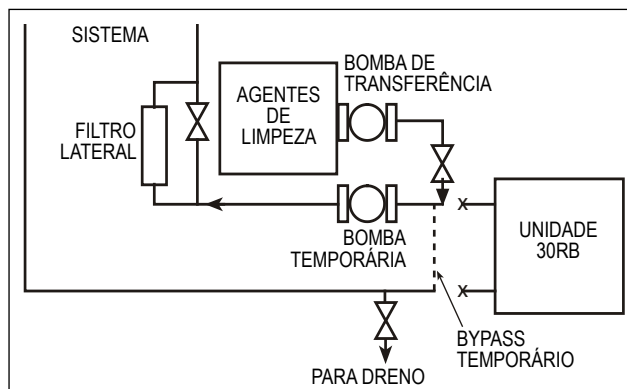 SISTEMA
BOMBA DE
TRANSFERÊNCIA
AGENTES
DE
LIMPEZA
FILTRO
LATERAL
BOMBA
TEMPORÁRIA
X
X
UNIDADE
30RB
BYPASS
TEMPORÁRIO
PARA DRENO